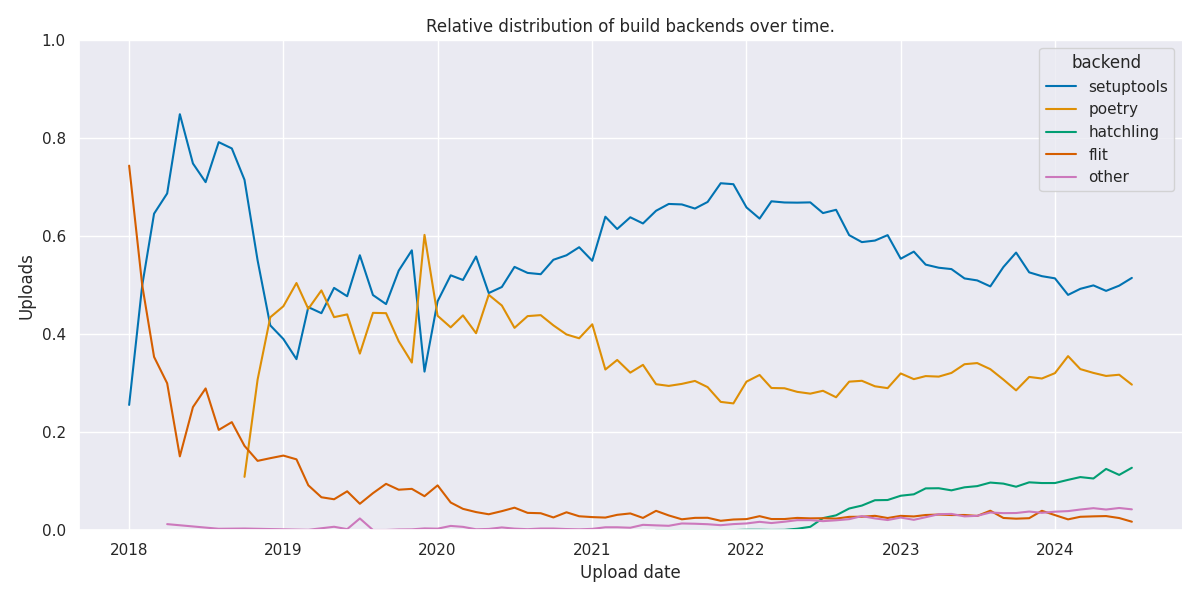 Relative distribution of build backends over time.
1.0
0.8
0.6
0.4
0.2
0.0
Uploads
backend
setuptools
poetry
hatchling
flit
other
2018
2019
2020
2021
2022
2023
2024
Upload date